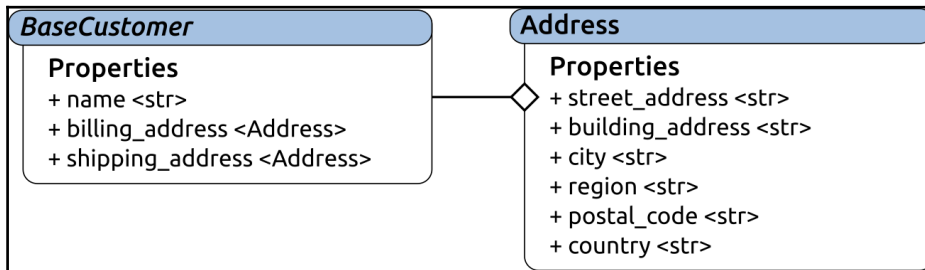 BaseCustomer
Properties
+ name <str>
+ billing_address <Address>
+ shipping_address <Address>
Address
Properties
+ street_address <str>
+ building_address <str>
+ city <str>
+ region <str>
+ postal_code <str>
+ country <str>